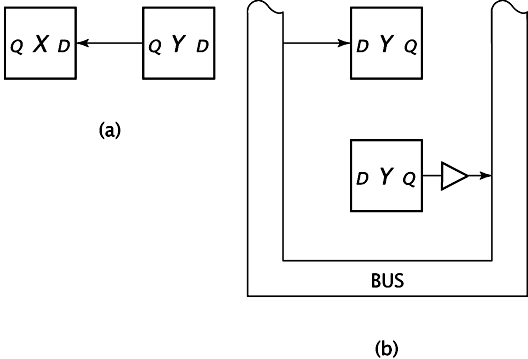 Q X D
Q Y D
(a)
D Y Q
D Y Q
BUS
(b)